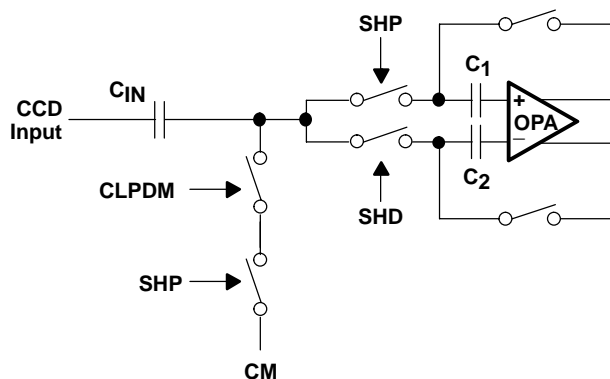 SHP
C1
CIN
CCD
Input
+
OPA
−
C2
CLPDM
SHD
SHP
CM